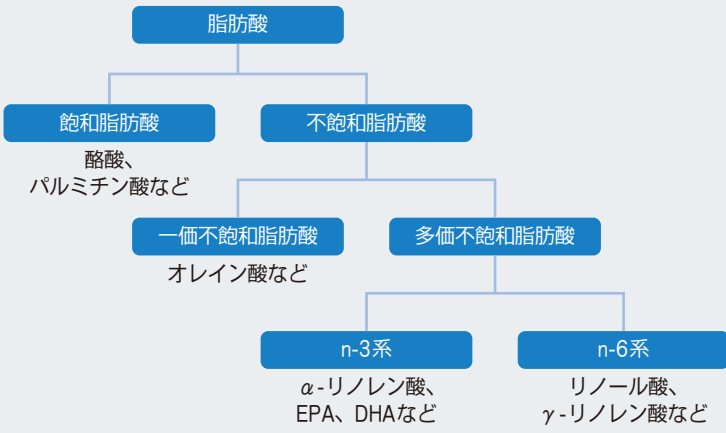 脂肪酸
飽和脂肪酸
不飽和脂肪酸
酪酸、
パルミチン酸など
一価不飽和脂肪酸
多価不飽和脂肪酸
オレイン酸など
n-3系
n-6系
α-リノレン酸、
EPA、DHAなど
リノール酸、
γ-リノレン酸など